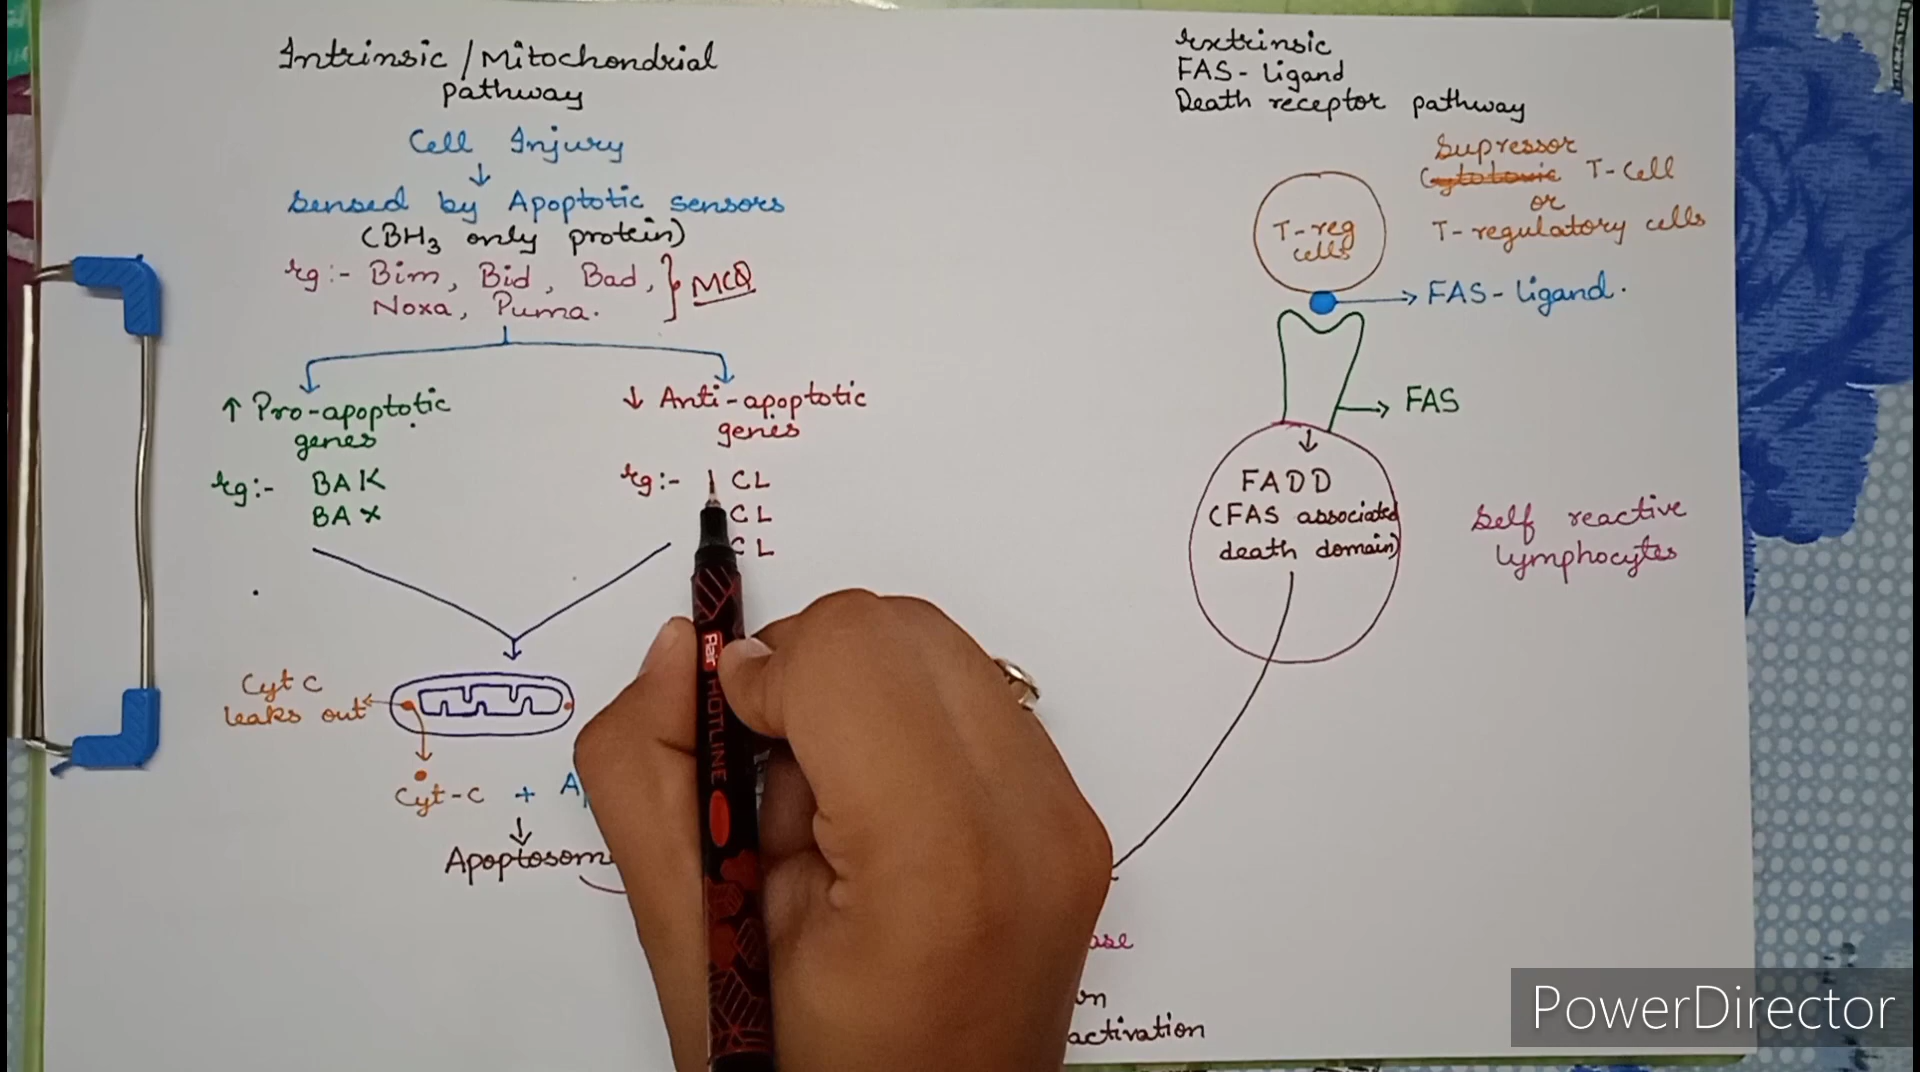 Intrinsic / Mitochondrial
pathway
Cell Injury
↓
Sensed by Apoptotic sensors
(BH3 only protein)
Eg:- Bim, Bid, Bad,
Noxa, Puma.
} MCQ
↑ Pro-apoptotic
genes
Eg:- BAK
BAX
↓ Anti-apoptotic
genes
Eg:- CL
CL
CL
Cyt C
leaks out
Cyt-C +
↓
Extrinsic
FAS - Ligand
Death receptor pathway
Supressor
T-Cell
or
T-regulatory cells
T-reg
cells
FAS - Ligand.
FAS
↓
FADD
(FAS associated
death domain)
Self reactive
lymphocytes
activation
Flair
HOTLINE
PowerDirector